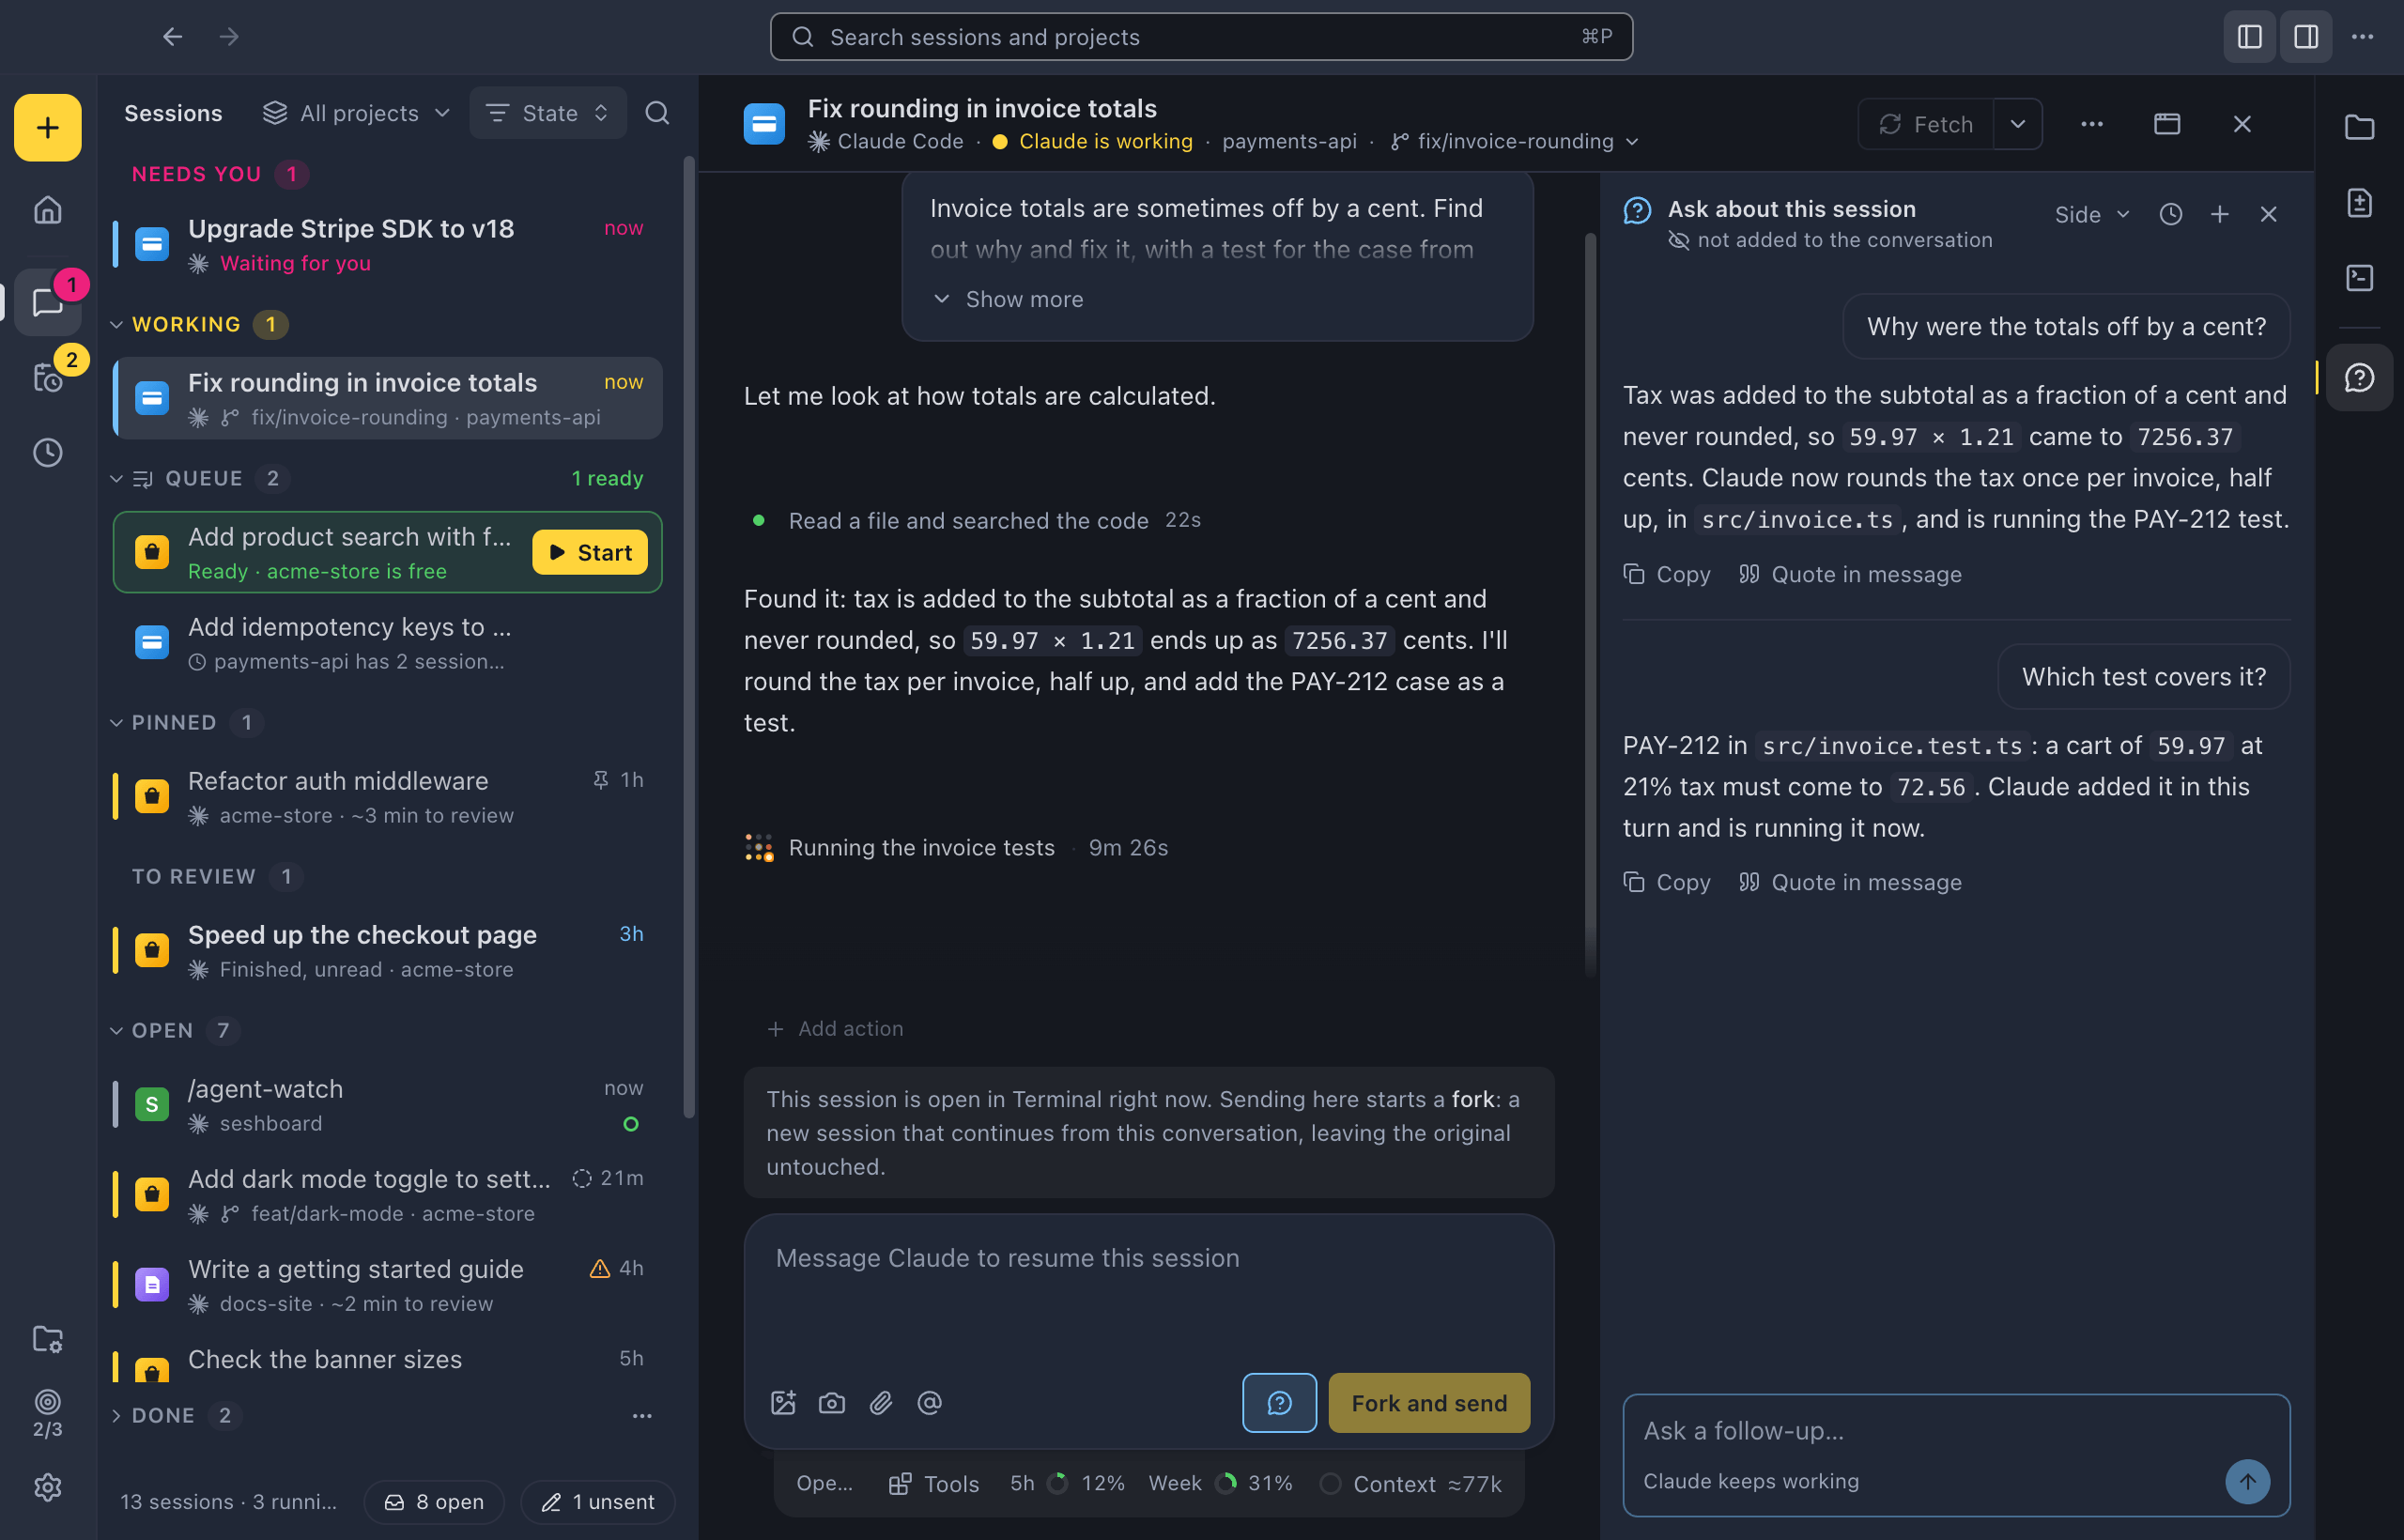 Search sessions and projects ⌘P
Sessions All projects State
NEEDS YOU 1
Upgrade Stripe SDK to v18 now
Waiting for you
WORKING 1
Fix rounding in invoice totals now
fix/invoice-rounding · payments-api
QUEUE 2 1 ready
Add product search with f...
Ready · acme-store is free
Start
Add idempotency keys to ...
payments-api has 2 session...
PINNED 1
Refactor auth middleware 1h
acme-store · ~3 min to review
TO REVIEW 1
Speed up the checkout page 3h
Finished, unread · acme-store
OPEN 7
S
/agent-watch now
seshboard
Add dark mode toggle to sett... 21m
feat/dark-mode · acme-store
Write a getting started guide 4h
docs-site · ~2 min to review
Check the banner sizes 5h
DONE 2 ...
13 sessions · 3 runni... 8 open 1 unsent
1
2
2/3
Fix rounding in invoice totals
Claude Code · Claude is working · payments-api · fix/invoice-rounding
Fetch
Invoice totals are sometimes off by a cent. Find
out why and fix it, with a test for the case from
Show more
Let me look at how totals are calculated.
Read a file and searched the code 22s
Found it: tax is added to the subtotal as a fraction of a cent and
never rounded, so 59.97 × 1.21 ends up as 7256.37 cents. I'll
round the tax per invoice, half up, and add the PAY-212 case as a
test.
Running the invoice tests · 9m 26s
Add action
This session is open in Terminal right now. Sending here starts a fork: a
new session that continues from this conversation, leaving the original
untouched.
Message Claude to resume this session
Fork and send
Ope... Tools 5h 12% Week 31% Context ≈77k
Ask about this session
not added to the conversation
Side
Why were the totals off by a cent?
Tax was added to the subtotal as a fraction of a cent and
never rounded, so 59.97 × 1.21 came to 7256.37
cents. Claude now rounds the tax once per invoice, half
up, in src/invoice.ts, and is running the PAY-212 test.
Copy Quote in message
Which test covers it?
PAY-212 in src/invoice.test.ts: a cart of 59.97 at
21% tax must come to 72.56. Claude added it in this
turn and is running it now.
Copy Quote in message
Ask a follow-up...
Claude keeps working